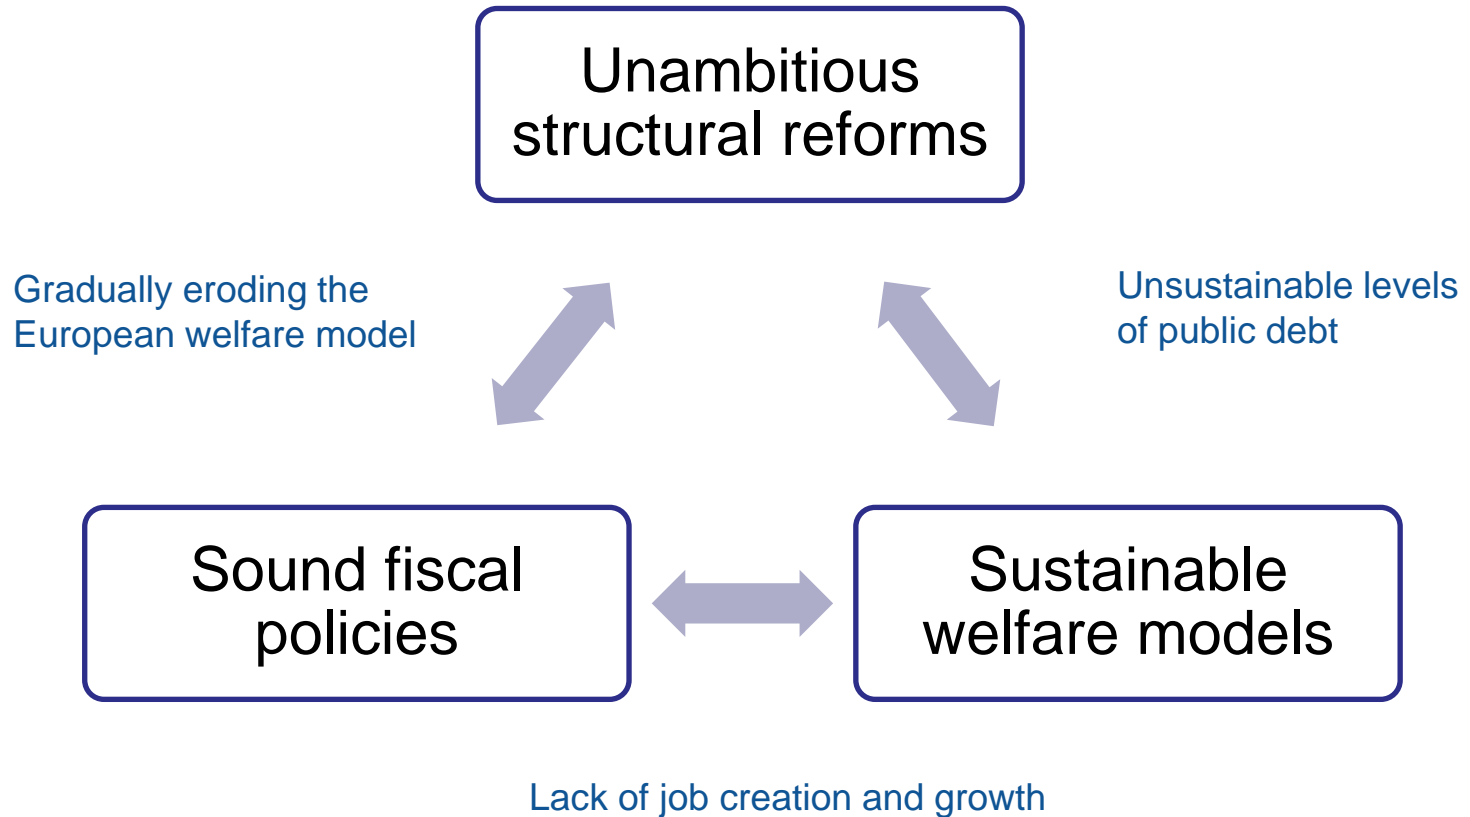 Unambitious
structural reforms
Gradually eroding the
European welfare model
Unsustainable levels
of public debt
Sound fiscal
policies
Sustainable
welfare models
Lack of job creation and growth